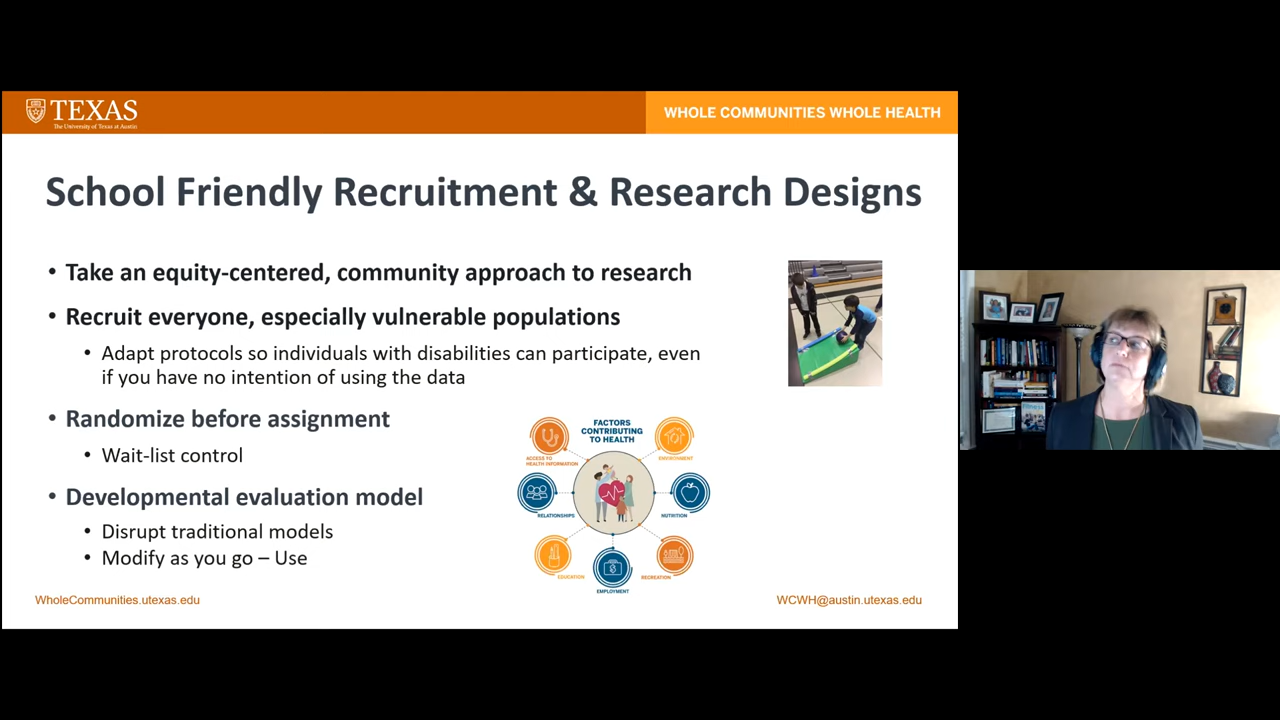 TEXAS
The University of Texas at Austin
WHOLE COMMUNITIES WHOLE HEALTH
School Friendly Recruitment & Research Designs
• Take an equity-centered, community approach to research
• Recruit everyone, especially vulnerable populations
• Adapt protocols so individuals with disabilities can participate, even
if you have no intention of using the data
• Randomize before assignment
• Wait-list control
• Developmental evaluation model
• Disrupt traditional models
• Modify as you go – Use
FACTORS
CONTRIBUTING
TO HEALTH
ACCESS TO
HEALTH INFORMATION
ENVIRONMENT
RELATIONSHIPS
NUTRITION
EDUCATION
RECREATION
EMPLOYMENT
WholeCommunities.utexas.edu
WCWH@austin.utexas.edu